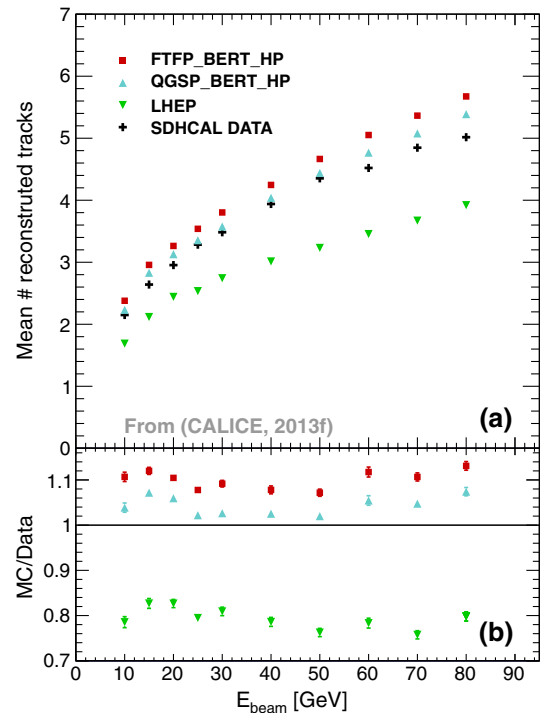 7
6
5
4
3
2
1
0
Mean # reconstruted tracks
FTFP_BERT_HP
QGSP_BERT_HP
LHEP
SDHCAL DATA
From (CALICE, 2013f)
(a)
1.1
1
0.9
0.8
0.7
MC/Data
(b)
0 10 20 30 40 50 60 70 80 90
E_beam [GeV]